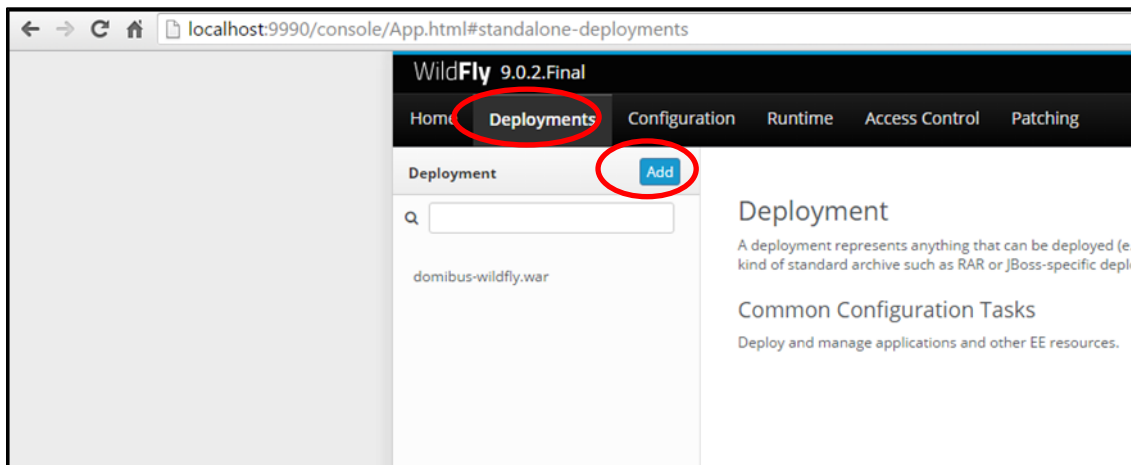 localhost:9990/console/App.html#standalone-deployments
WildFly 9.0.2.Final
Home Deployments Configuration Runtime Access Control Patching
Deployment Add
domibus-wildfly.war
Deployment
A deployment represents anything that can be deployed (e.
kind of standard archive such as RAR or JBoss-specific depl
Common Configuration Tasks
Deploy and manage applications and other EE resources.